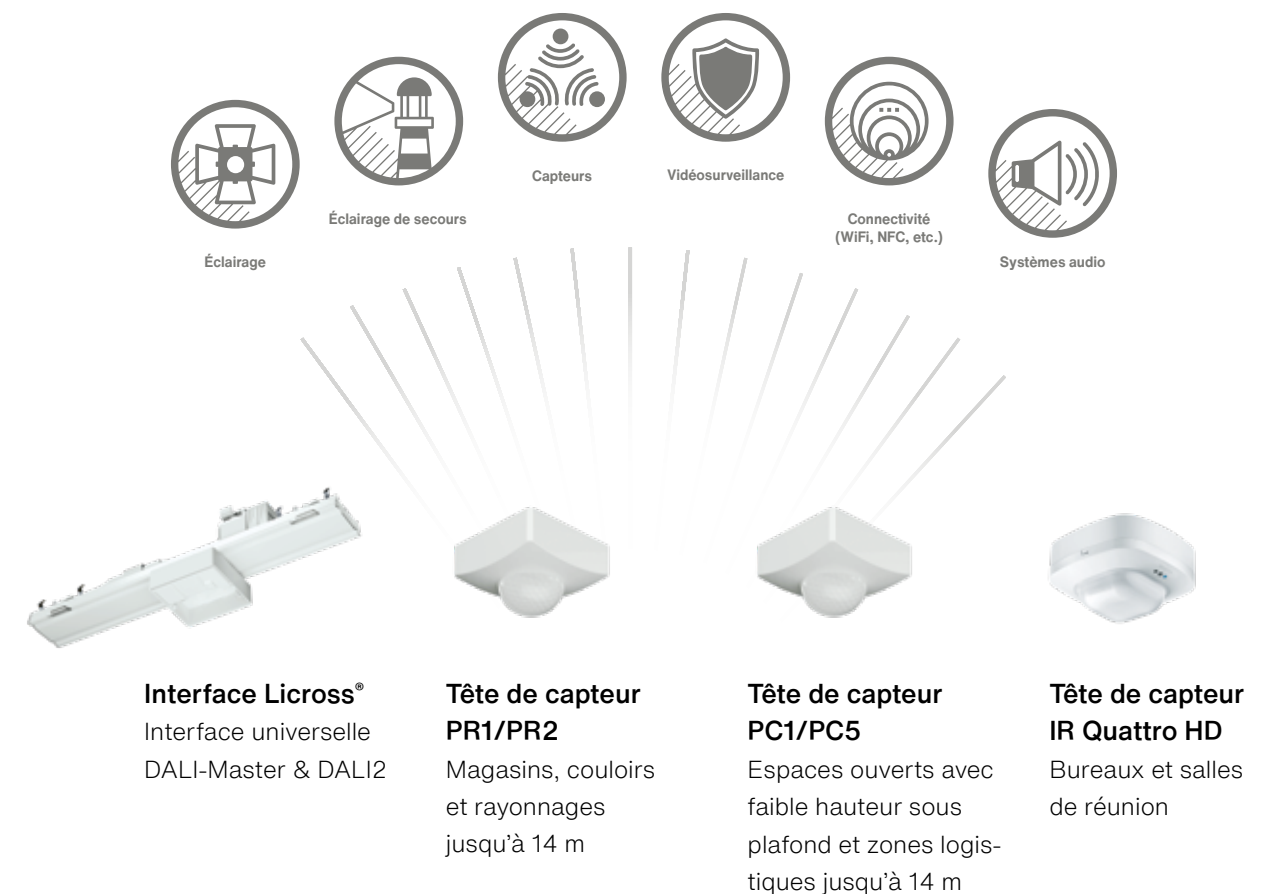 Éclairage
Éclairage de secours
Capteurs
Vidéosurveillance
Connectivité
(WiFi, NFC, etc.)
Systèmes audio
Interface Licross®
Interface universelle
DALI-Master & DALI2
Tête de capteur
PR1/PR2
Magasins, couloirs
et rayonnages
jusqu'à 14 m
Tête de capteur
PC1/PC5
Espaces ouverts avec
faible hauteur sous
plafond et zones logis-
tiques jusqu'à 14 m
Tête de capteur
IR Quattro HD
Bureaux et salles
de réunion